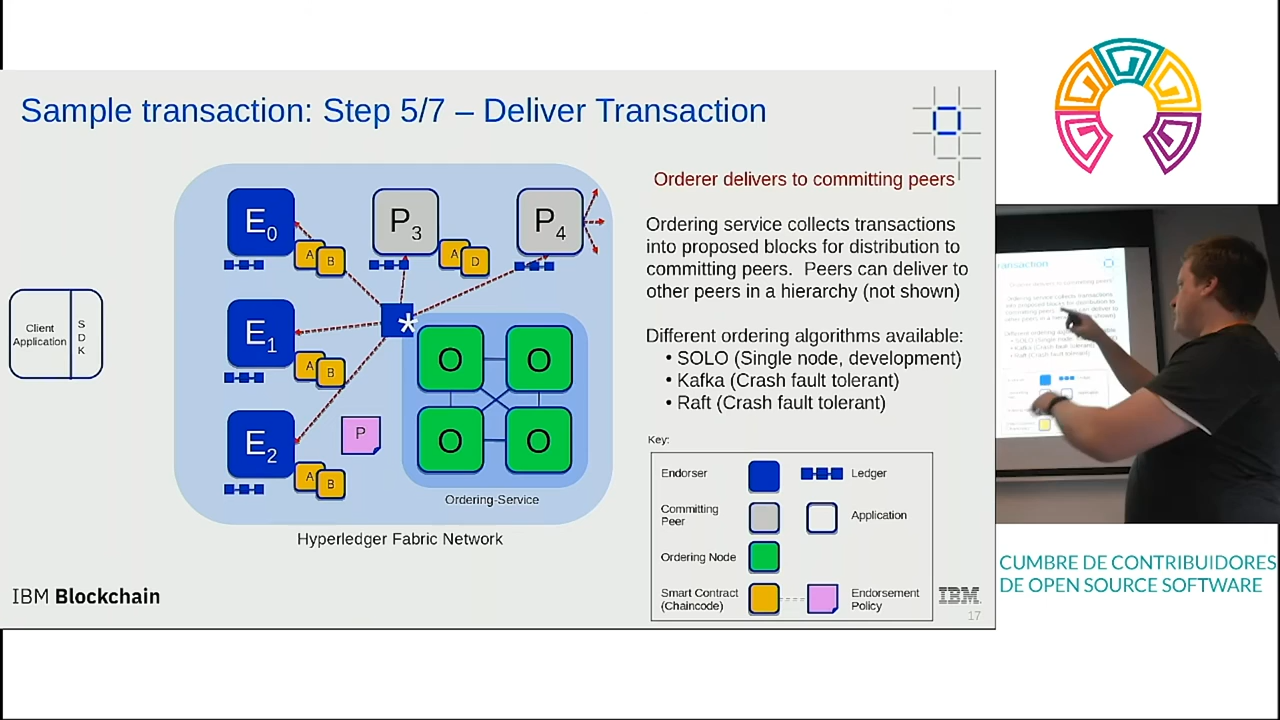 Sample transaction: Step 5/7 – Deliver Transaction
Orderer delivers to committing peers
Ordering service collects transactions
into proposed blocks for distribution to
committing peers. Peers can deliver to
other peers in a hierarchy (not shown)
Different ordering algorithms available:
• SOLO (Single node, development)
• Kafka (Crash fault tolerant)
• Raft (Crash fault tolerant)
Client
Application
S
D
K
E0
A
B
P3
A
D
P4
E1
A
B
*
O
O
O
O
E2
A
B
P
Ordering-Service
Hyperledger Fabric Network
Key:
Endorser
Ledger
Committing
Peer
Application
Ordering Node
Smart Contract
(Chaincode)
Endorsement
Policy
IBM Blockchain
IBM
17
CUMBRE DE CONTRIBUIDORES
DE OPEN SOURCE SOFTWARE